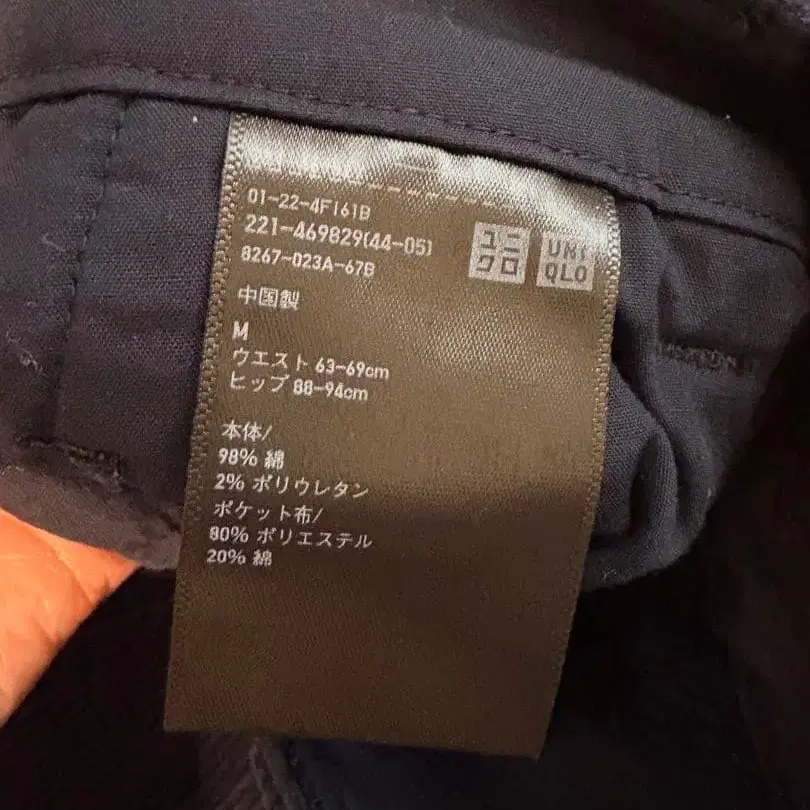 01-22-4F161B
221-469829(44-05)
8267-023A-67B
ユニ
クロ
UNI
QLO
中国製
M
ウエスト 63-69cm
ヒップ 88-94cm
本体/
98% 綿
2% ポリウレタン
ポケット布/
80% ポリエステル
20% 綿